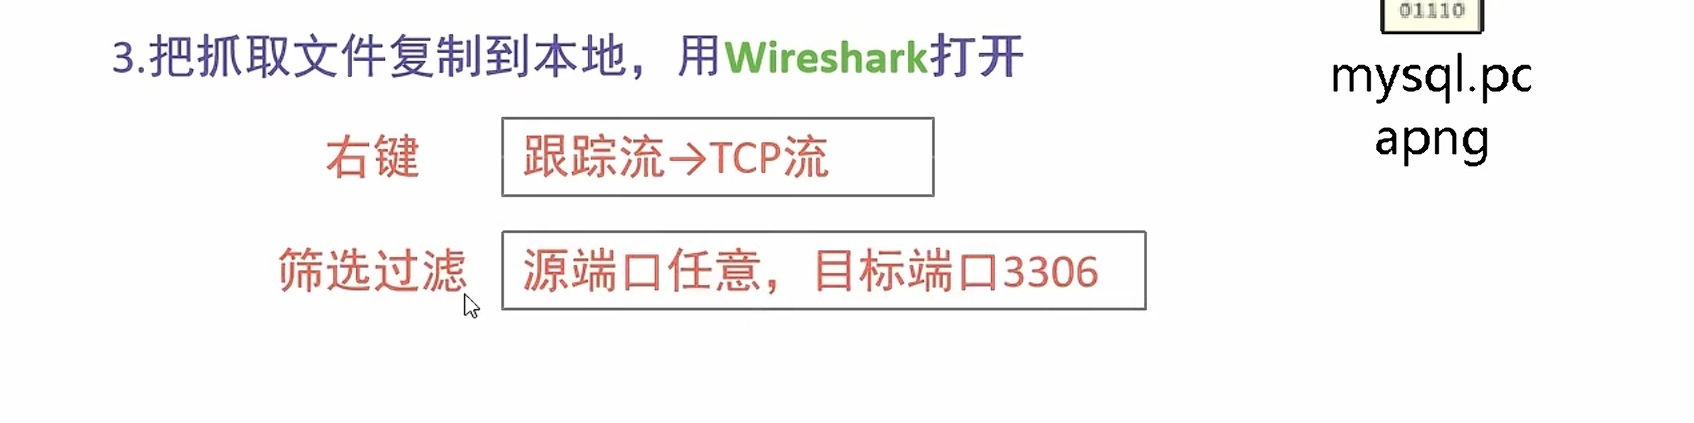 01110
3.把抓取文件复制到本地，用Wireshark打开
mysql.pc
apng
右键 跟踪流→TCP流
筛选过滤 源端口任意，目标端口3306